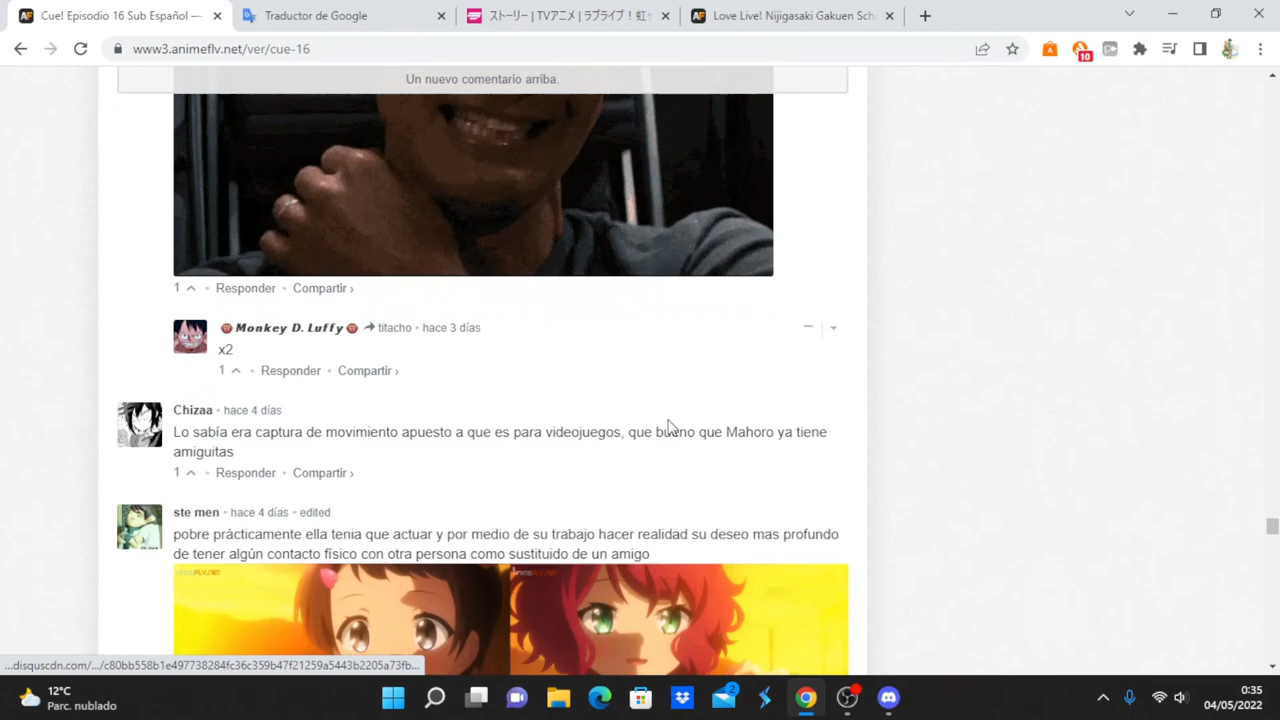 Cue! Episodio 16 Sub Español —
Traductor de Google
ストーリー | TVアニメ | ラブライブ！虹ヶ
Love Live! Nijigasaki Gakuen Sch
www3.animeflv.net/ver/cue-16
10
Un nuevo comentario arriba.
1 • Responder • Compartir ›
Monkey D. Luffy titacho • hace 3 días
x2
1 • Responder • Compartir ›
Chizaa • hace 4 días
Lo sabía era captura de movimiento apuesto a que es para videojuegos, que bueno que Mahoro ya tiene
amiguitas
1 • Responder • Compartir ›
ste men • hace 4 días • edited
pobre prácticamente ella tenia que actuar y por medio de su trabajo hacer realidad su deseo mas profundo
de tener algún contacto físico con otra persona como sustituido de un amigo
...disquscdn.com/.../c80bb558b1e497738284fc36c359b47f21259a5443b2205a73fb...
12°C
Parc. nublado
2
0:35
04/05/2022